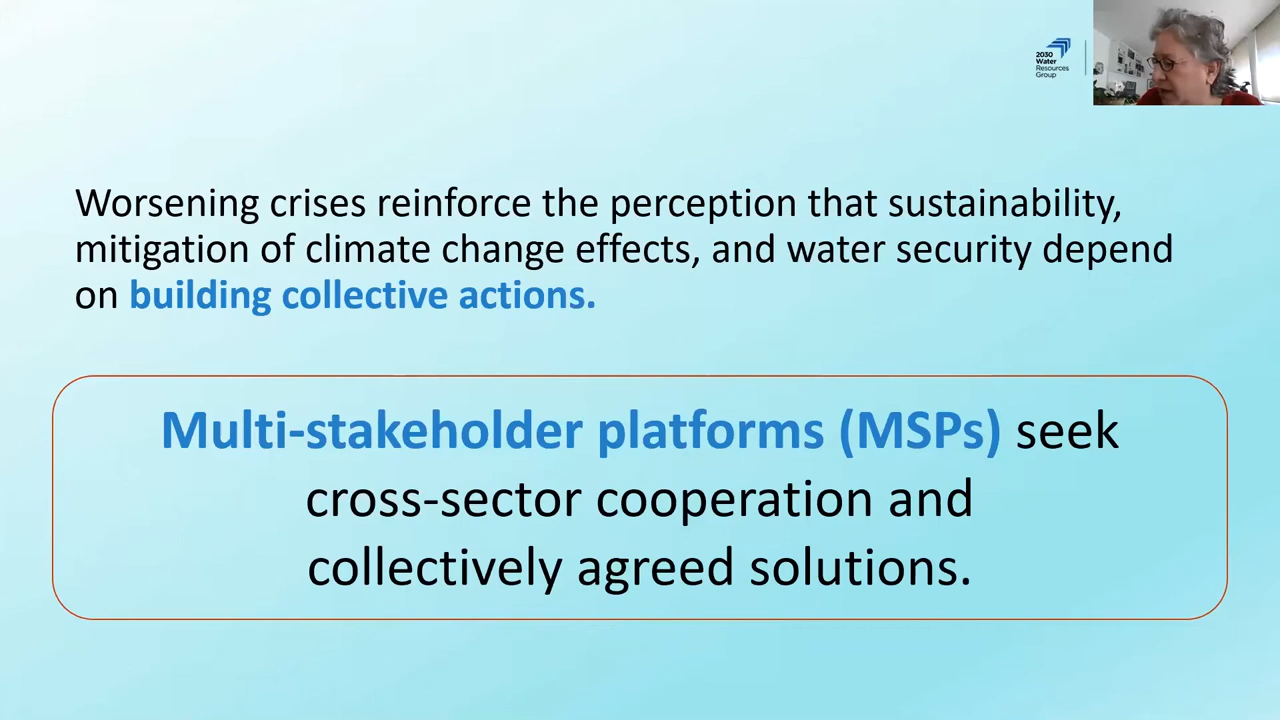 2030
Water
Resources
Group
Worsening crises reinforce the perception that sustainability,
mitigation of climate change effects, and water security depend
on building collective actions.
Multi-stakeholder platforms (MSPs) seek
cross-sector cooperation and
collectively agreed solutions.